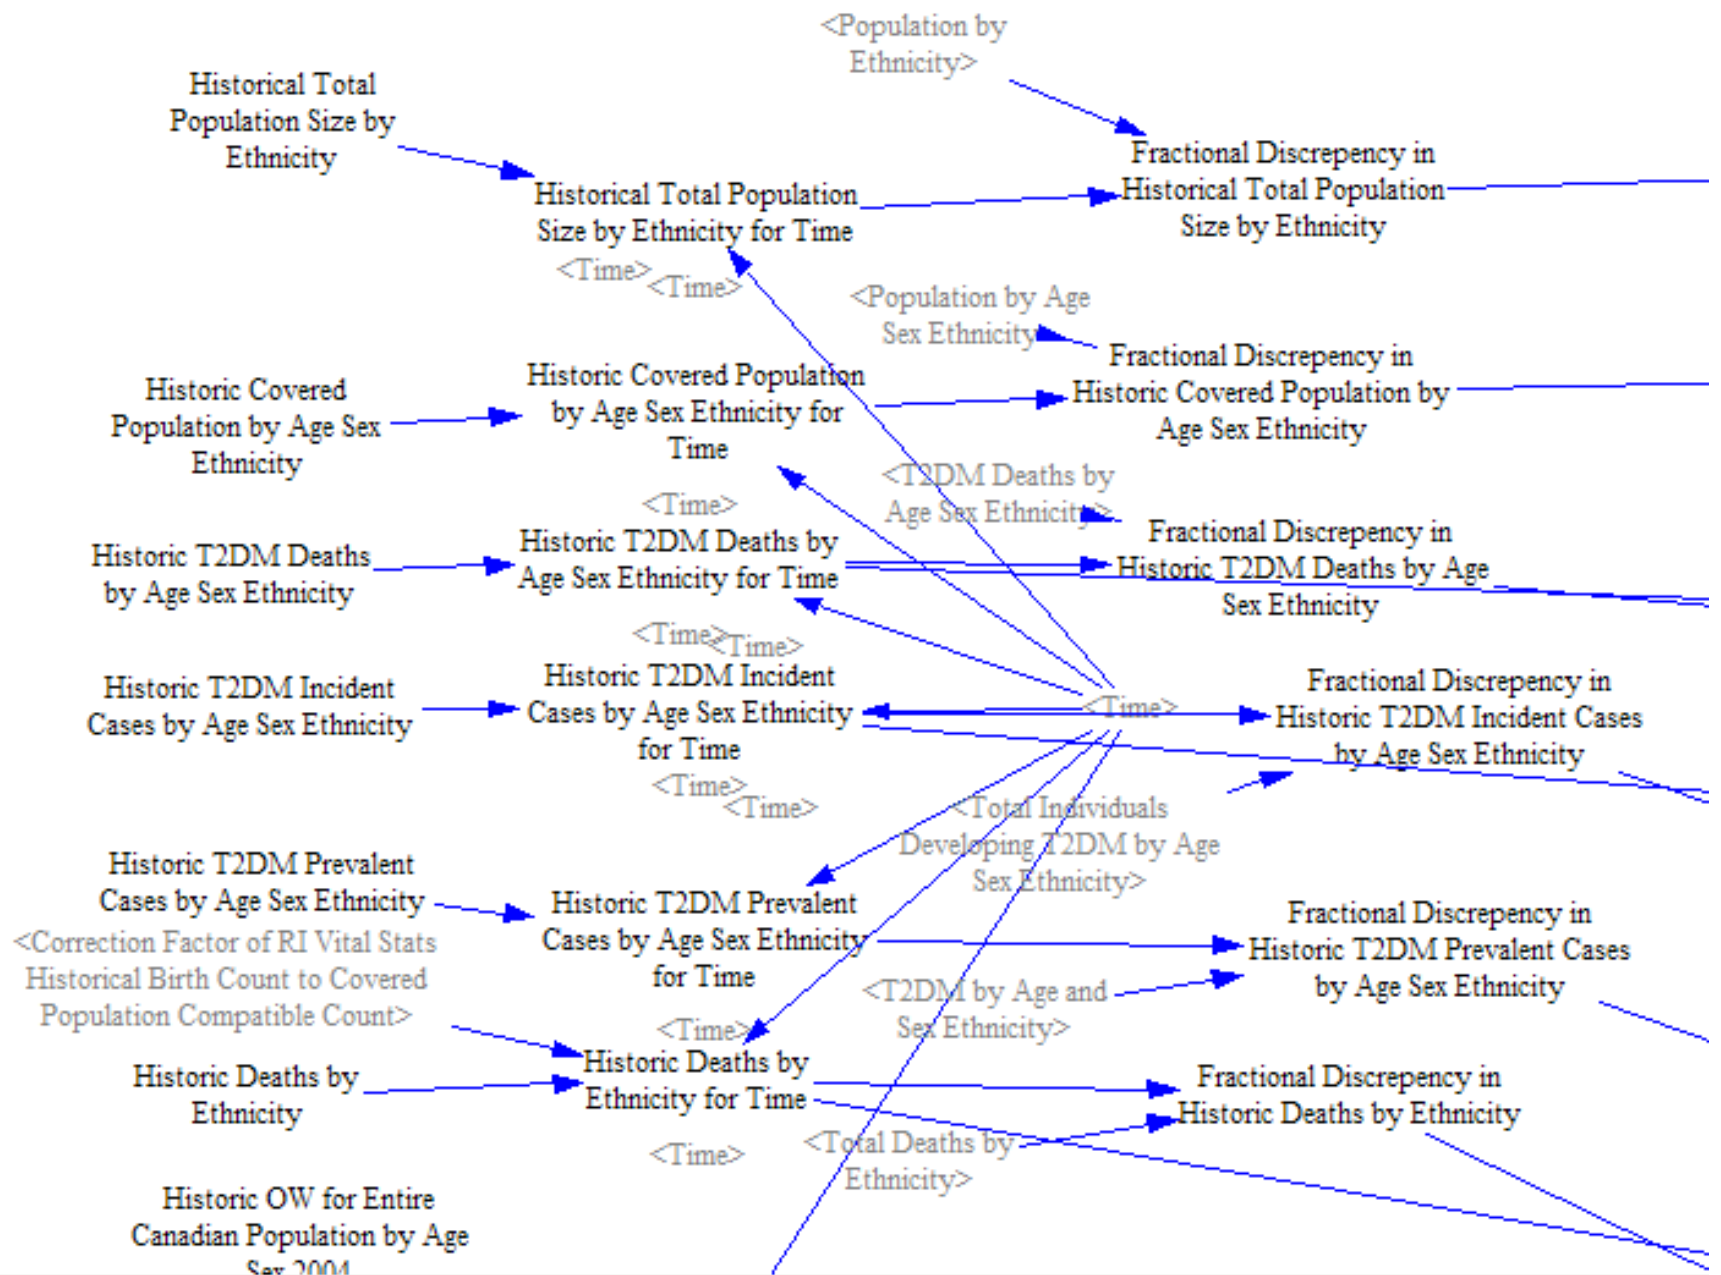 <Population by
Ethnicity>
Historical Total
Population Size by
Ethnicity
Historical Total Population
Size by Ethnicity for Time
Fractional Discrepancy in
Historical Total Population
Size by Ethnicity
<Time>
<Time>
<Population by Age
Sex Ethnicity
Historic Covered
Population by Age Sex
Ethnicity
Historic Covered Population
by Age Sex Ethnicity for
Time
Fractional Discrepancy in
Historic Covered Population by
Age Sex Ethnicity
<T2DM Deaths by
Age Sex Ethnicity>
<Time>
Historic T2DM Deaths
by Age Sex Ethnicity
Historic T2DM Deaths by
Age Sex Ethnicity for Time
Fractional Discrepancy in
Historic T2DM Deaths by Age
Sex Ethnicity
<Time>
<Time>
Historic T2DM Incident
Cases by Age Sex Ethnicity
Historic T2DM Incident
Cases by Age Sex Ethnicity
for Time
<Time>
Fractional Discrepancy in
Historic T2DM Incident Cases
by Age Sex Ethnicity
<Time>
<Time>
<Total Individuals
Developing T2DM by Age
Sex Ethnicity>
Historic T2DM Prevalent
Cases by Age Sex Ethnicity
Historic T2DM Prevalent
Cases by Age Sex Ethnicity
for Time
Fractional Discrepancy in
Historic T2DM Prevalent Cases
by Age Sex Ethnicity
<Correction Factor of RI Vital Stats
Historical Birth Count to Covered
Population Compatible Count>
<T2DM by Age and
Sex Ethnicity>
<Time>
Historic Deaths by
Ethnicity
Historic Deaths by
Ethnicity for Time
Fractional Discrepancy in
Historic Deaths by Ethnicity
<Time>
<Total Deaths by
Ethnicity>
Historic OW for Entire
Canadian Population by Age
Sex 2004